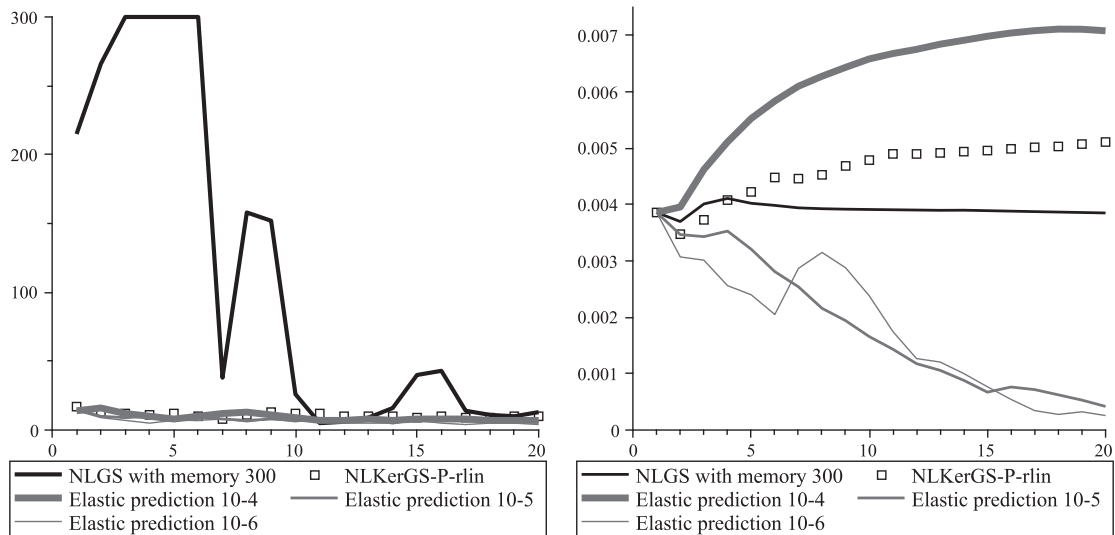 300
200
100
0
0
5
10
15
20
NLGS with memory 300
NLKerGS-P-rlin
Elastic prediction 10-4
Elastic prediction 10-5
Elastic prediction 10-6
0.007
0.006
0.005
0.004
0.003
0.002
0.001
0
0
5
10
15
20
NLGS with memory 300
NLKerGS-P-rlin
Elastic prediction 10-4
Elastic prediction 10-5
Elastic prediction 10-6